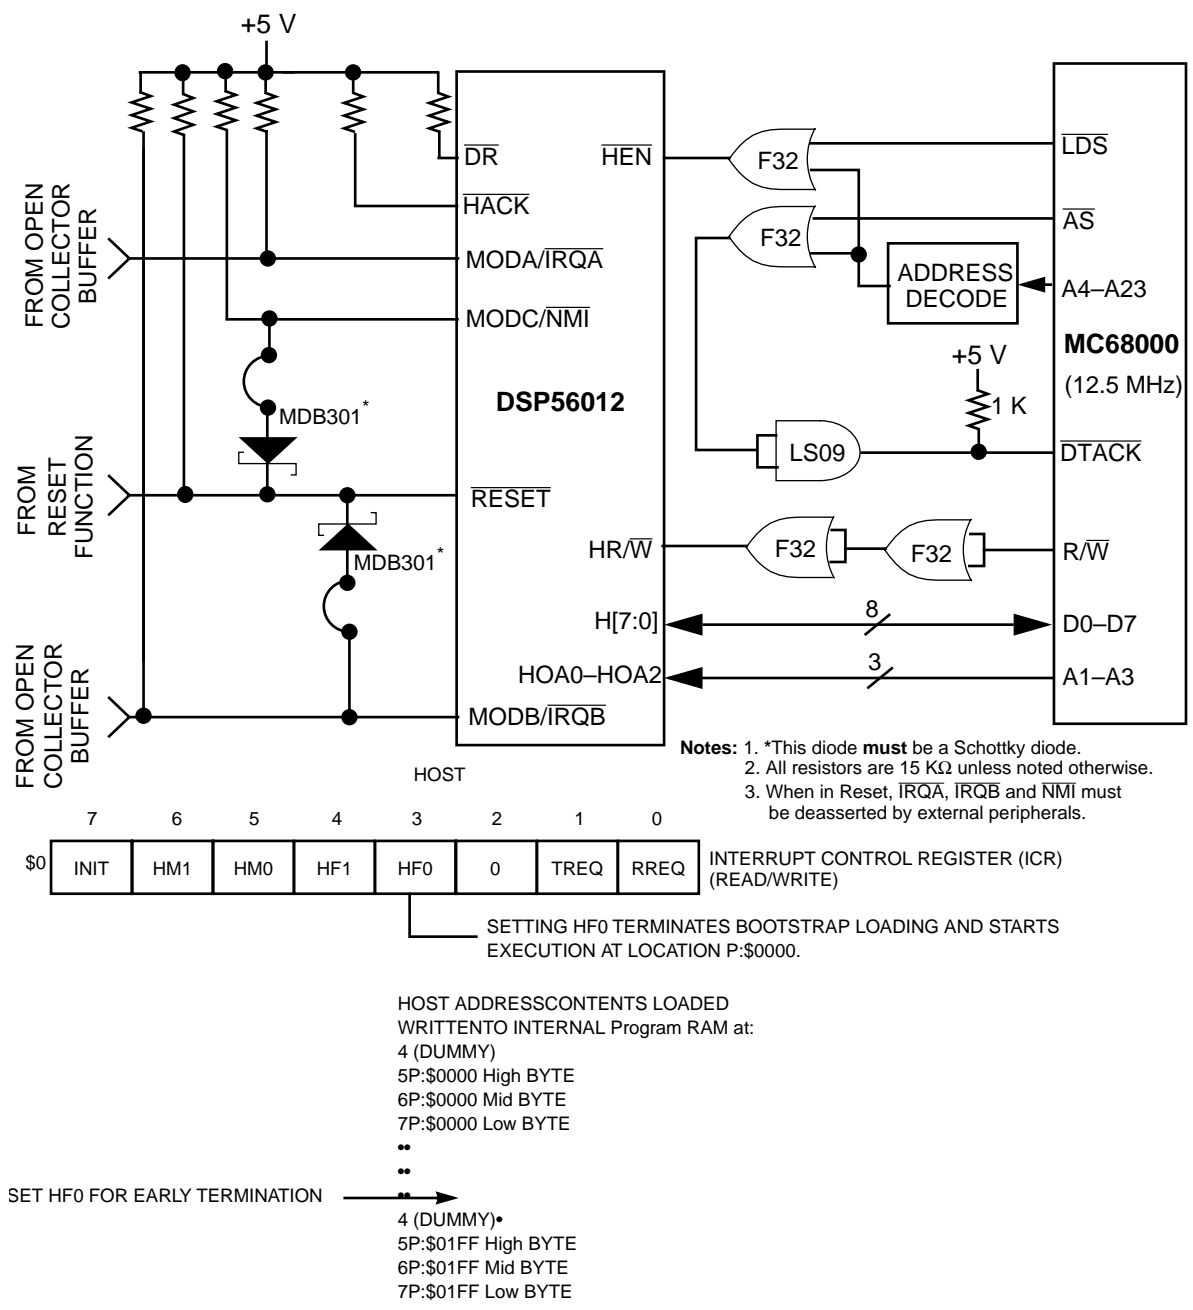 +5 V
DR
HEN
F32
LDS
HACK
FROM OPEN
COLLECTOR
BUFFER
F32
AS
MODA/IRQA
ADDRESS
DECODE
A4–A23
MODC/NMI
+5 V
MC68000
(12.5 MHz)
DSP56012
MDB301*
1 K
LS09
DTACK
FROM
RESET
FUNCTION
RESET
HR/W
F32
F32
R/W
MDB301*
H[7:0]
8
D0–D7
HOA0–HOA2
3
A1–A3
FROM OPEN
COLLECTOR
BUFFER
MODB/IRQB
Notes: 1. *This diode must be a Schottky diode.
2. All resistors are 15 KΩ unless noted otherwise.
3. When in Reset, IRQA, IRQB and NMI must
be deasserted by external peripherals.
HOST
7 6 5 4 3 2 1 0
$0 INIT HM1 HM0 HF1 HF0 0 TREQ RREQ
INTERRUPT CONTROL REGISTER (ICR)
(READ/WRITE)
SETTING HF0 TERMINATES BOOTSTRAP LOADING AND STARTS
EXECUTION AT LOCATION P:$0000.
HOST ADDRESSCONTENTS LOADED
WRITTENTO INTERNAL Program RAM at:
4 (DUMMY)
5P:$0000 High BYTE
6P:$0000 Mid BYTE
7P:$0000 Low BYTE
••
••
••
SET HF0 FOR EARLY TERMINATION
4 (DUMMY)•
5P:$01FF High BYTE
6P:$01FF Mid BYTE
7P:$01FF Low BYTE